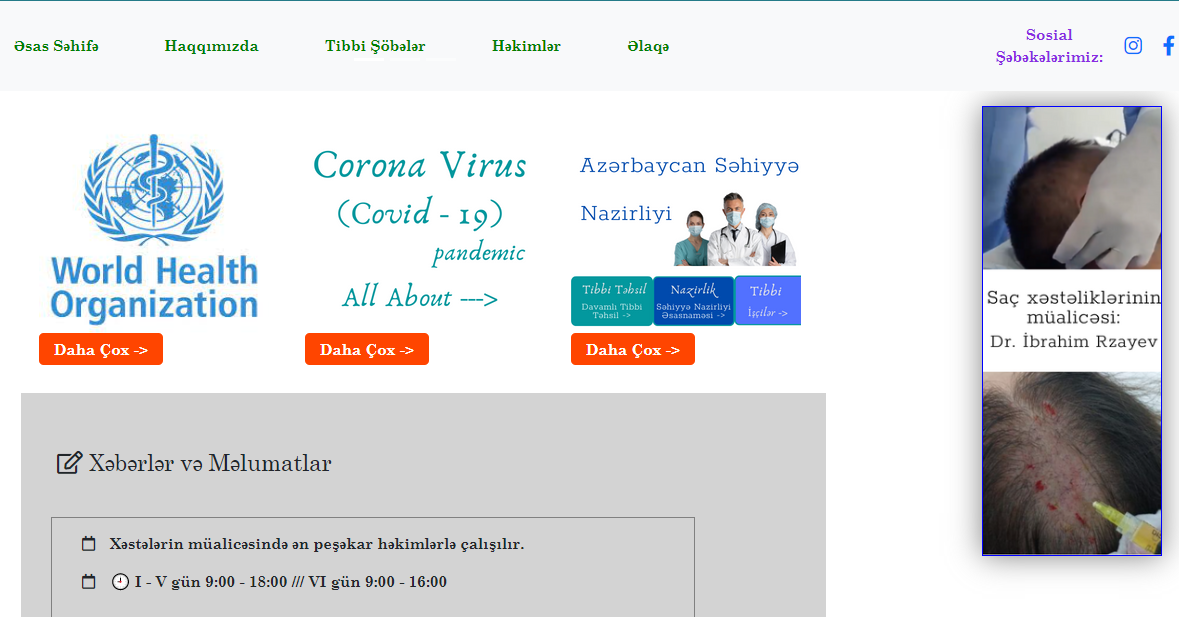 Əsas Səhifə
Haqqımızda
Tibbi Şöbələr
Həkimlər
Əlaqə
Sosial
Şəbəkələrimiz:
World Health
Organization
Daha Çox ->
Corona Virus
(Covid - 19)
pandemic
All About --->
Daha Çox ->
Azərbaycan Səhiyyə
Nazirliyi
Tibbi Təhsil
Davamlı Tibbi
Təhsil ->
Nazirlik
Səhiyyə Nazirliyi
Əsasnaməsi ->
Tibbi
İşçilər ->
Daha Çox ->
Saç xəstəliklərinin
müalicəsi:
Dr. İbrahim Rzayev
Xəbərlər və Məlumatlar
Xəstələrin müalicəsində ən peşəkar həkimlərlə çalışılır.
I - V gün 9:00 - 18:00 /// VI gün 9:00 - 16:00